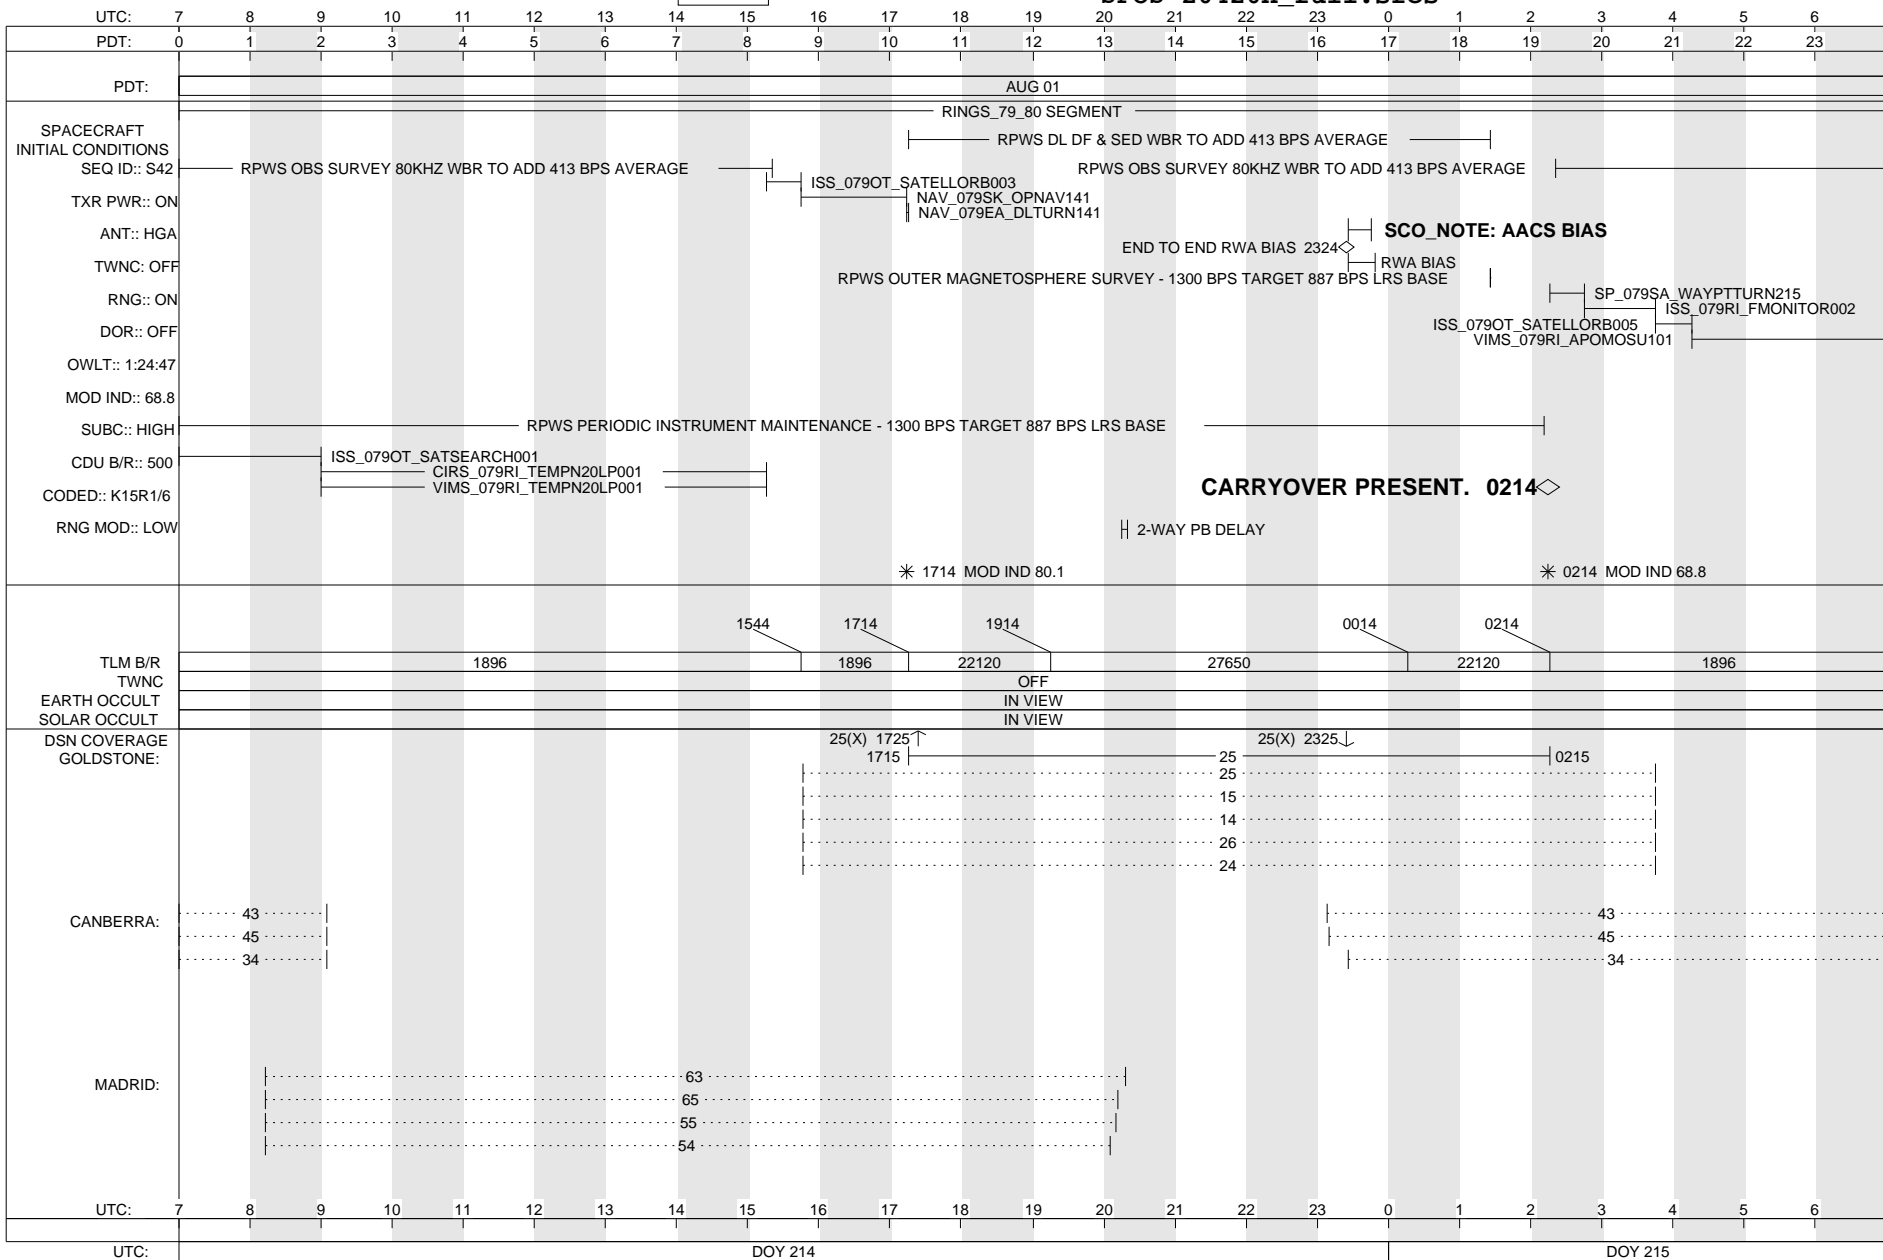 UTC: 7 8 9 10 11 12 13 14 15 16 17 18 19 20 21 22 23 0 1 2 3 4 5 6
PDT: 0 1 2 3 4 5 6 7 8 9 10 11 12 13 14 15 16 17 18 19 20 21 22 23
PDT: AUG 01
RINGS_79_80 SEGMENT
SPACECRAFT
INITIAL CONDITIONS
RPWS DL DF & SED WBR TO ADD 413 BPS AVERAGE
SEQ ID:: S42
RPWS OBS SURVEY 80KHZ WBR TO ADD 413 BPS AVERAGE
RPWS OBS SURVEY 80KHZ WBR TO ADD 413 BPS AVERAGE
ISS_079OT_SATELLORB003
TXR PWR:: ON
NAV_079SK_OPNAV141
NAV_079EA_DLTURN141
ANT:: HGA
SCO_NOTE: AACS BIAS
END TO END RWA BIAS 2324
TWNC: OFF
RWA BIAS
RPWS OUTER MAGNETOSPHERE SURVEY - 1300 BPS TARGET 887 BPS LRS BASE
RNG:: ON
SP_079SA_WAYPTTURN215
ISS_079RI_FMONITOR002
DOR:: OFF
ISS_079OT_SATELLORB005
VIMS_079RI_APOMOSU101
OWLT:: 1:24:47
MOD IND:: 68.8
SUBC:: HIGH
RPWS PERIODIC INSTRUMENT MAINTENANCE - 1300 BPS TARGET 887 BPS LRS BASE
CDU B/R:: 500
ISS_079OT_SATSEARCH001
CIRS_079RI_TEMPN20LP001
VIMS_079RI_TEMPN20LP001
CODED:: K15R1/6
CARRYOVER PRESENT. 0214
RNG MOD:: LOW
2-WAY PB DELAY
1714 MOD IND 80.1
0214 MOD IND 68.8
1544 1714 1914 0014 0214
TLM B/R 1896 1896 22120 27650 22120 1896
TWNC OFF
EARTH OCCULT IN VIEW
SOLAR OCCULT IN VIEW
DSN COVERAGE
25(X) 1725
25(X) 2325
GOLDSTONE:
1715 25 0215
25
15
14
26
24
CANBERRA:
43 43
45 45
34 34
MADRID:
63
65
55
54
UTC: 7 8 9 10 11 12 13 14 15 16 17 18 19 20 21 22 23 0 1 2 3 4 5 6
UTC: DOY 214 DOY 215